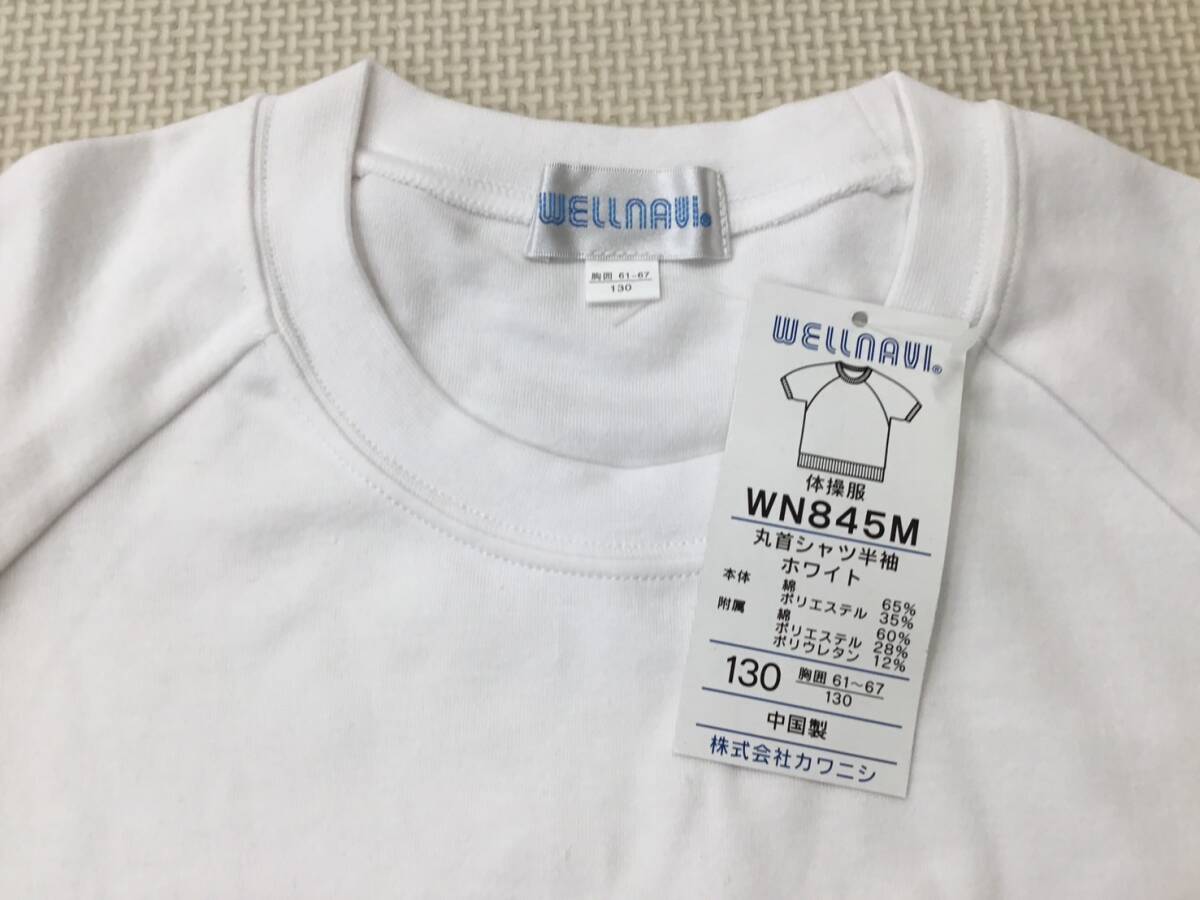 WELLNAVI®
胸囲 61-67
130
WELLNAVI®
体操服
WN845M
丸首シャツ半袖
ホワイト
本体 綿 65%
ポリエステル 35%
附属 綿 60%
ポリエステル 28%
ポリウレタン 12%
130 胸囲 61～67
130
中国製
株式会社カワニシ